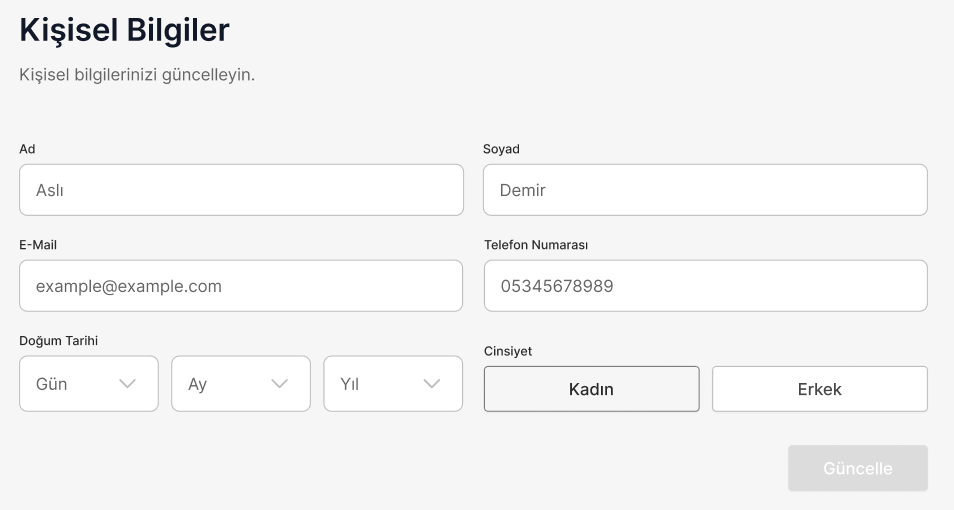 Kişisel Bilgiler
Kişisel bilgilerinizi güncelleyin.
Ad
Soyad
Aslı
Demir
E-Mail
Telefon Numarası
example@example.com
05345678989
Doğum Tarihi
Cinsiyet
Gün
Ay
Yıl
Kadın
Erkek
Güncelle